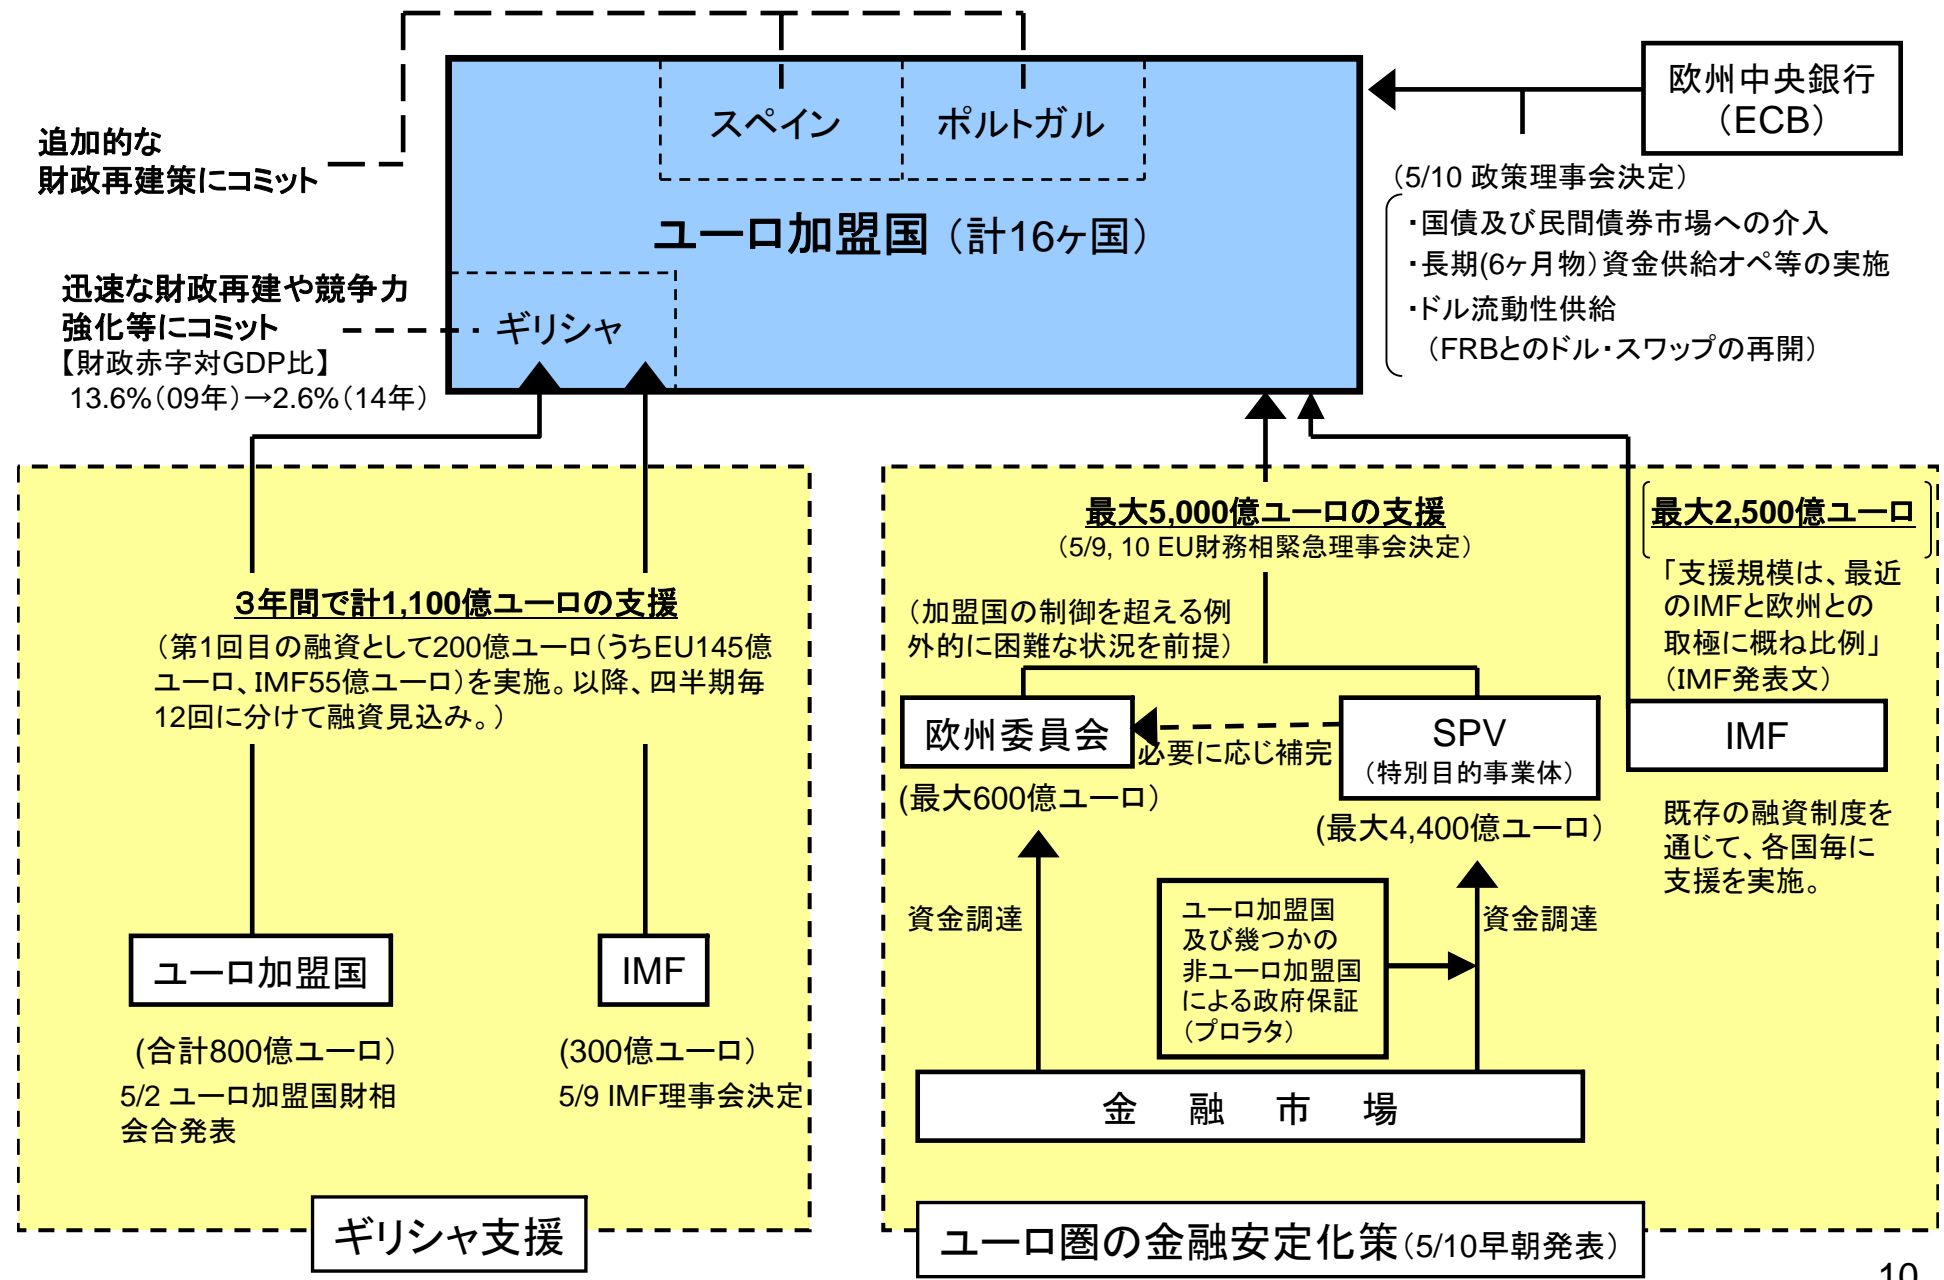 スペイン
ポルトガル
欧州中央銀行
（ECB）
追加的な
財政再建策にコミット
（5/10 政策理事会決定）
・国債及び民間債券市場への介入
・長期(6ヶ月物）資金供給オペ等の実施
・ドル流動性供給
（FRBとのドル・スワップの再開）
ユーロ加盟国（計16ヶ国）
迅速な財政再建や競争力
強化等にコミット
【財政赤字対GDP比】
13.6%（09年）→2.6%（14年）
ギリシャ
3年間で計1,100億ユーロの支援
（第1回目の融資として200億ユーロ（うちEU145億
ユーロ、IMF55億ユーロ）を実施。以降、四半期毎
12回に分けて融資見込み。）
ユーロ加盟国
(合計800億ユーロ）
5/2 ユーロ加盟国財相
会合発表
IMF
(300億ユーロ）
5/9 IMF理事会決定
ギリシャ支援
最大5,000億ユーロの支援
（5/9, 10 EU財務相緊急理事会決定）
（加盟国の制御を超える例
外的に困難な状況を前提）
欧州委員会
(最大600億ユーロ）
必要に応じ補完
SPV
（特別目的事業体）
(最大4,400億ユーロ）
最大2,500億ユーロ
「支援規模は、最近
のIMFと欧州との
取極に概ね比例」
（IMF発表文）
IMF
既存の融資制度を
通じて、各国毎に
支援を実施。
資金調達
ユーロ加盟国
及び幾つかの
非ユーロ加盟国
による政府保証
（プロラタ）
資金調達
金 融 市 場
ユーロ圏の金融安定化策（5/10早朝発表）
10